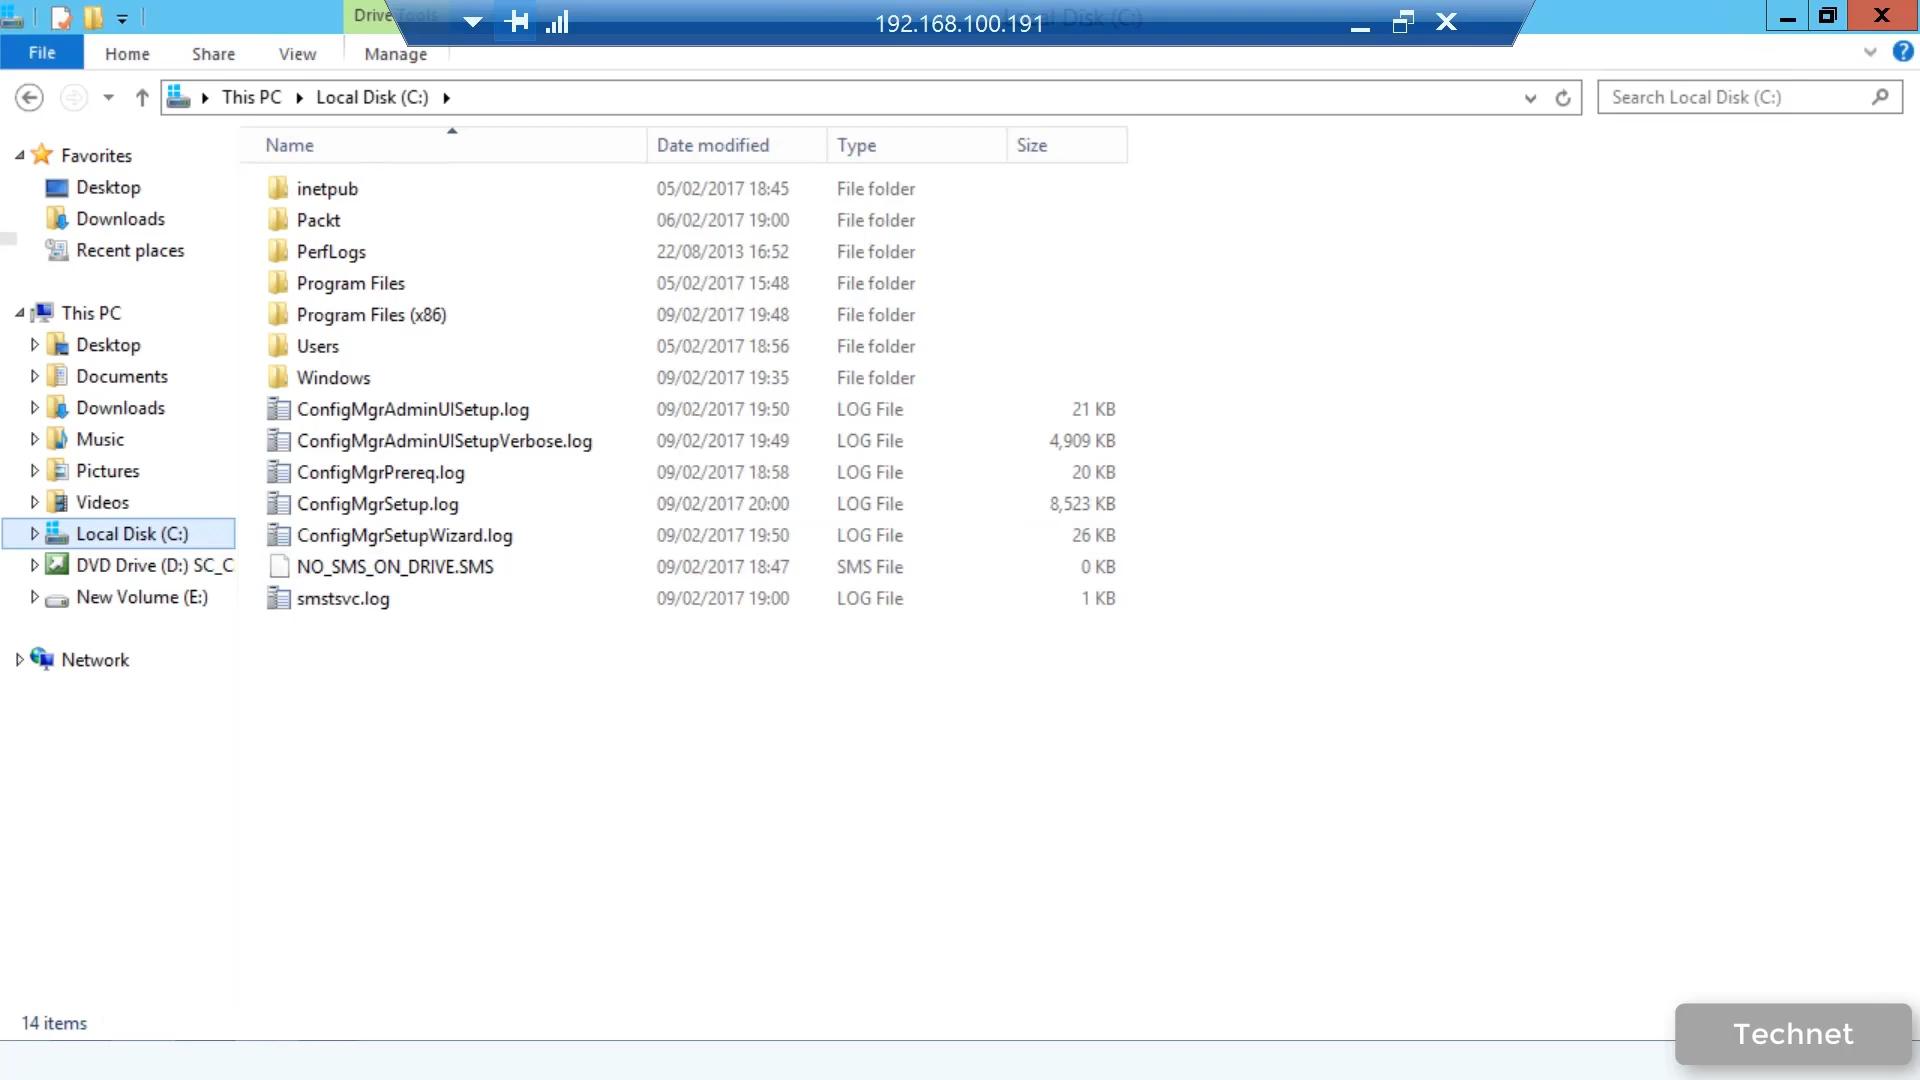 Drive Tools
192.168.100.191
Local Disk (C:)
File
Home
Share
View
Manage
This PC
Local Disk (C:)
Search Local Disk (C:)
Name
Date modified
Type
Size
Favorites
Desktop
Downloads
Recent places
This PC
Desktop
Documents
Downloads
Music
Pictures
Videos
Local Disk (C:)
DVD Drive (D:) SC_C
New Volume (E:)
Network
inetpub 05/02/2017 18:45 File folder
Packt 06/02/2017 19:00 File folder
PerfLogs 22/08/2013 16:52 File folder
Program Files 05/02/2017 15:48 File folder
Program Files (x86) 09/02/2017 19:48 File folder
Users 05/02/2017 18:56 File folder
Windows 09/02/2017 19:35 File folder
ConfigMgrAdminUISetup.log 09/02/2017 19:50 LOG File 21 KB
ConfigMgrAdminUISetupVerbose.log 09/02/2017 19:49 LOG File 4,909 KB
ConfigMgrPrereq.log 09/02/2017 18:58 LOG File 20 KB
ConfigMgrSetup.log 09/02/2017 20:00 LOG File 8,523 KB
ConfigMgrSetupWizard.log 09/02/2017 19:50 LOG File 26 KB
NO_SMS_ON_DRIVE.SMS 09/02/2017 18:47 SMS File 0 KB
smstsvc.log 09/02/2017 19:00 LOG File 1 KB
14 items
Technet